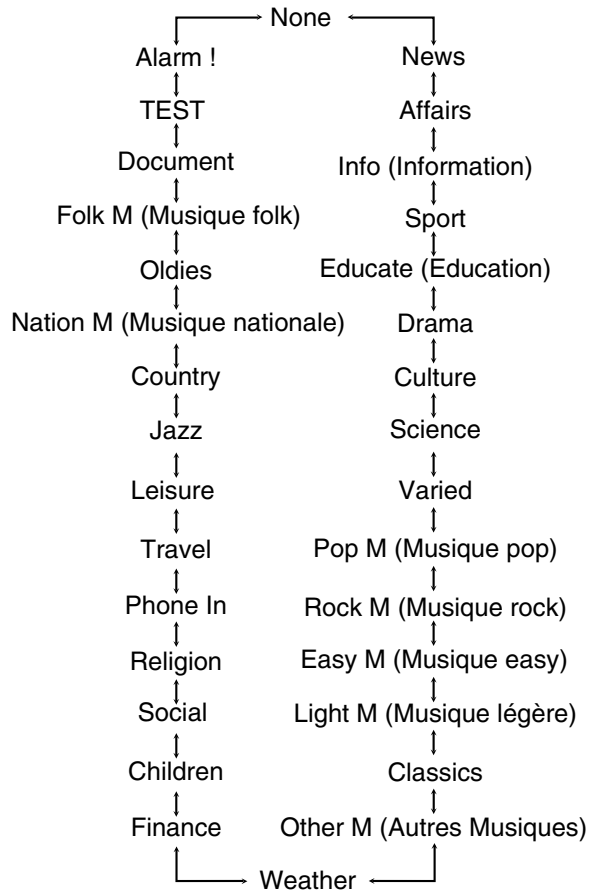 None
Alarm !
TEST
Document
Folk M (Musique folk)
Oldies
Nation M (Musique nationale)
Country
Jazz
Leisure
Travel
Phone In
Religion
Social
Children
Finance
News
Affairs
Info (Information)
Sport
Educate (Education)
Drama
Culture
Science
Varied
Pop M (Musique pop)
Rock M (Musique rock)
Easy M (Musique easy)
Light M (Musique légère)
Classics
Other M (Autres Musiques)
Weather